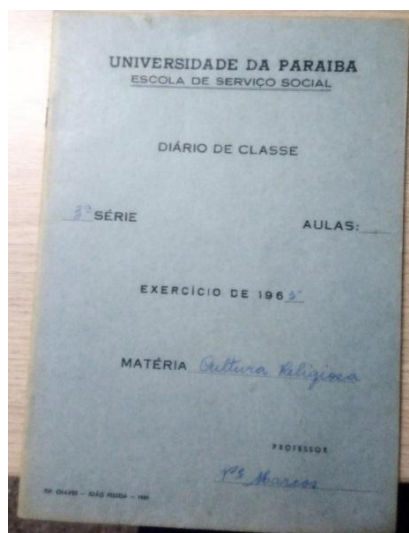 UNIVERSIDADE DA PARAIBA
ESCOLA DE SERVIÇO SOCIAL
DIÁRIO DE CLASSE
3ª SÉRIE
AULAS:
EXERCÍCIO DE 1965
MATÉRIA Cultura Religiosa
PROFESSOR
Marcos